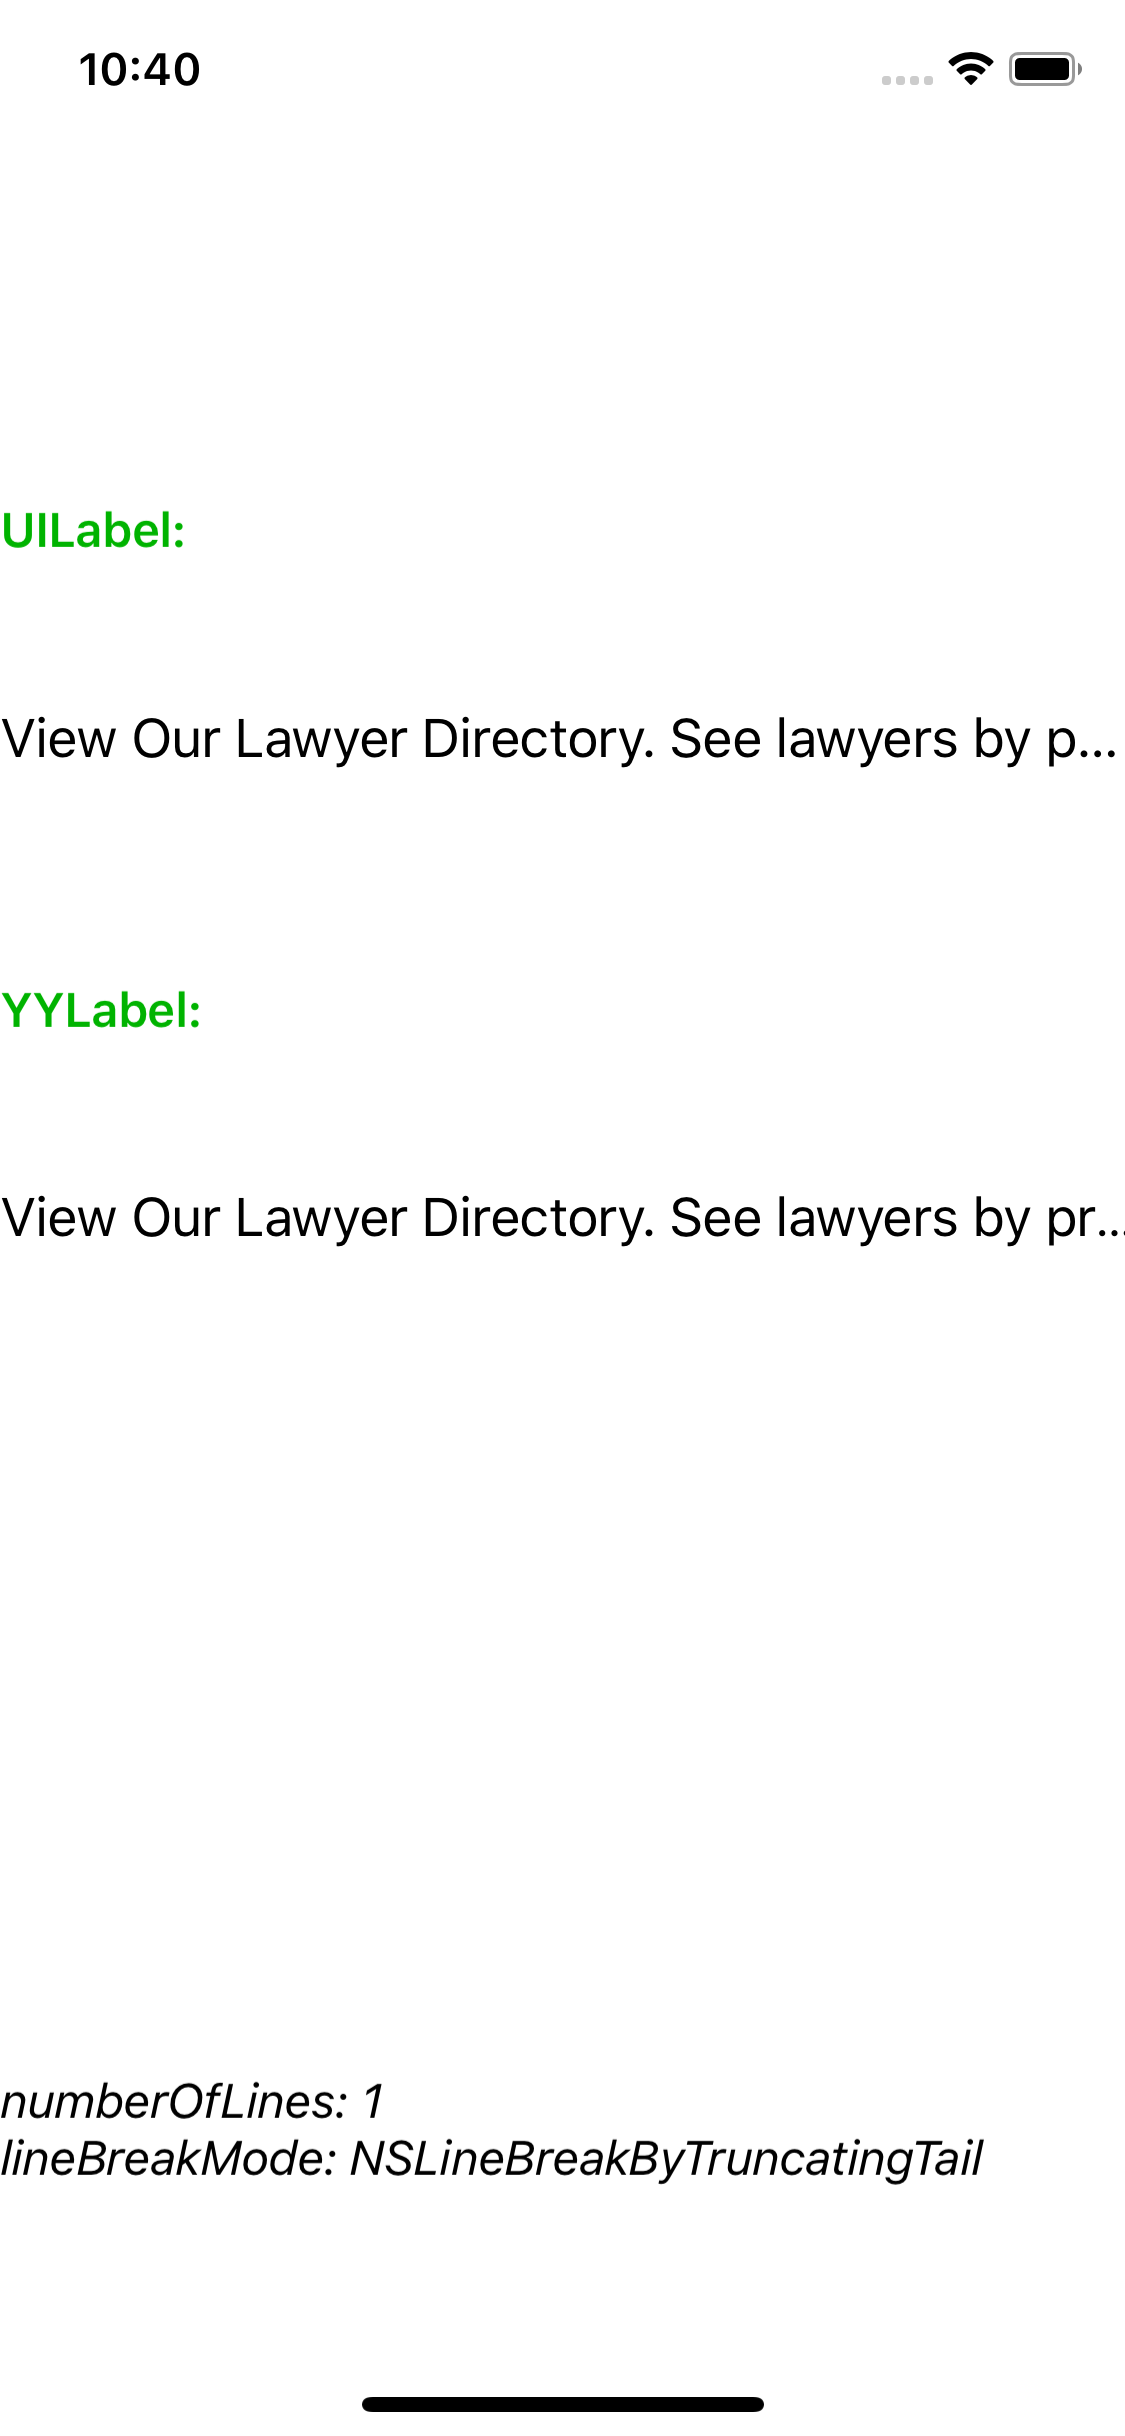 10:40
UILabel:
View Our Lawyer Directory. See lawyers by p...
YYLabel:
View Our Lawyer Directory. See lawyers by pr...
numberOfLines: 1
lineBreakMode: NSLineBreakByTruncatingTail